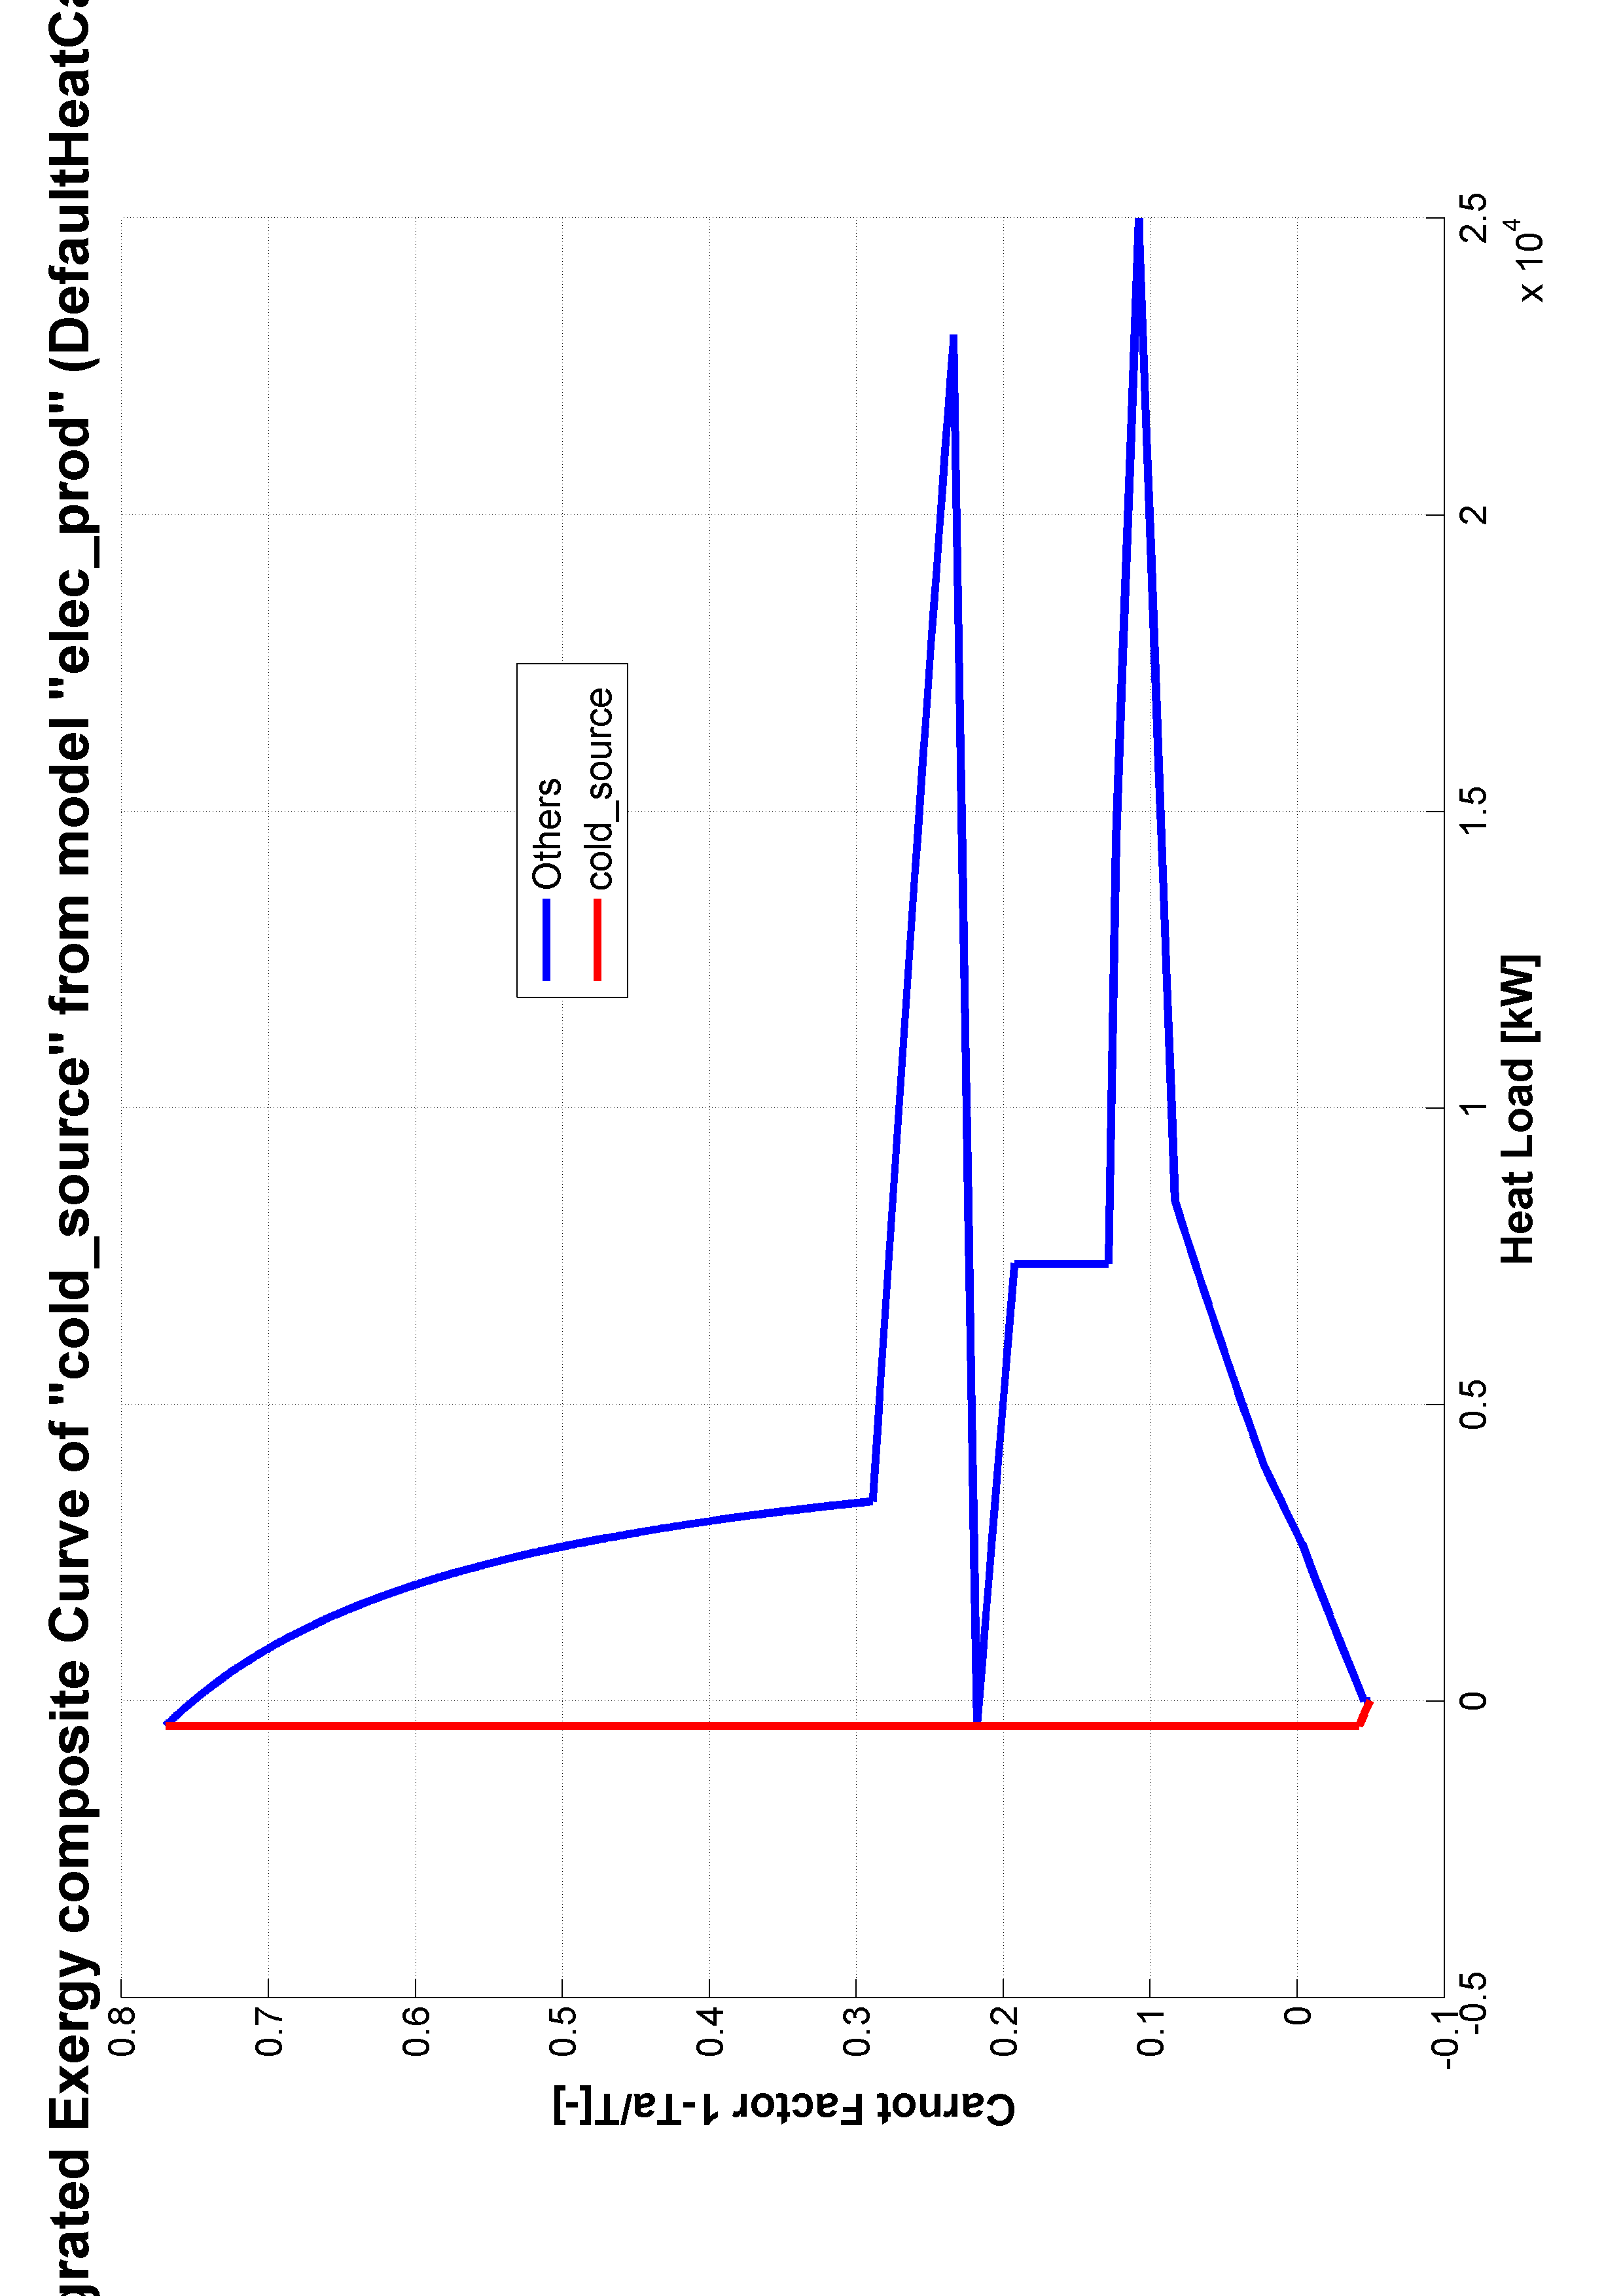 grated Exergy composite Curve of "cold_source" from model "elec_prod" (DefaultHeatCa
0.8
0.7
0.6
0.5
0.4
0.3
0.2
0.1
0
-0.1
Carnot Factor 1-Ta/T[-]
Others
cold_source
-0.5
0
0.5
1
1.5
2
2.5
x 10^4
Heat Load [kW]